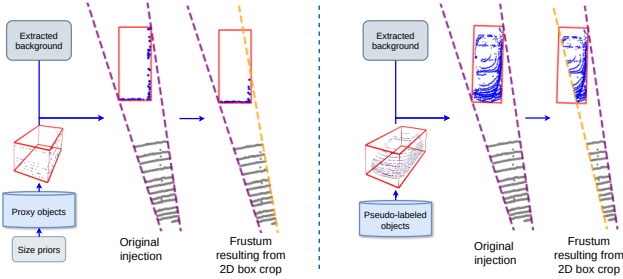 Extracted
background
Proxy objects
Size priors
Original
injection
Frustum
resulting from
2D box crop
Extracted
background
Pseudo-labeled
objects
Original
injection
Frustum
resulting from
2D box crop